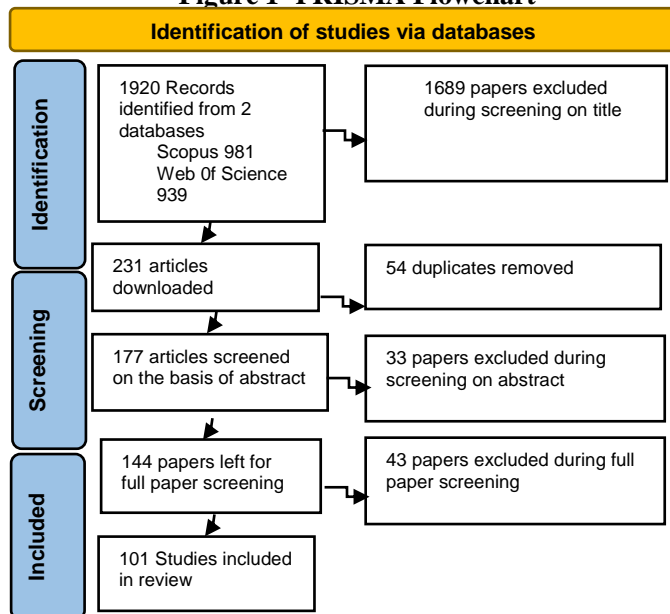 Figure 1 PRISMA Flowchart
Identification of studies via databases
Identification
1920 Records
identified from 2
databases
Scopus 981
Web 0f Science
939
1689 papers excluded
during screening on title
231 articles
downloaded
54 duplicates removed
Screening
177 articles screened
on the basis of abstract
33 papers excluded during
screening on abstract
144 papers left for
full paper screening
43 papers excluded during full
paper screening
Included
101 Studies included
in review